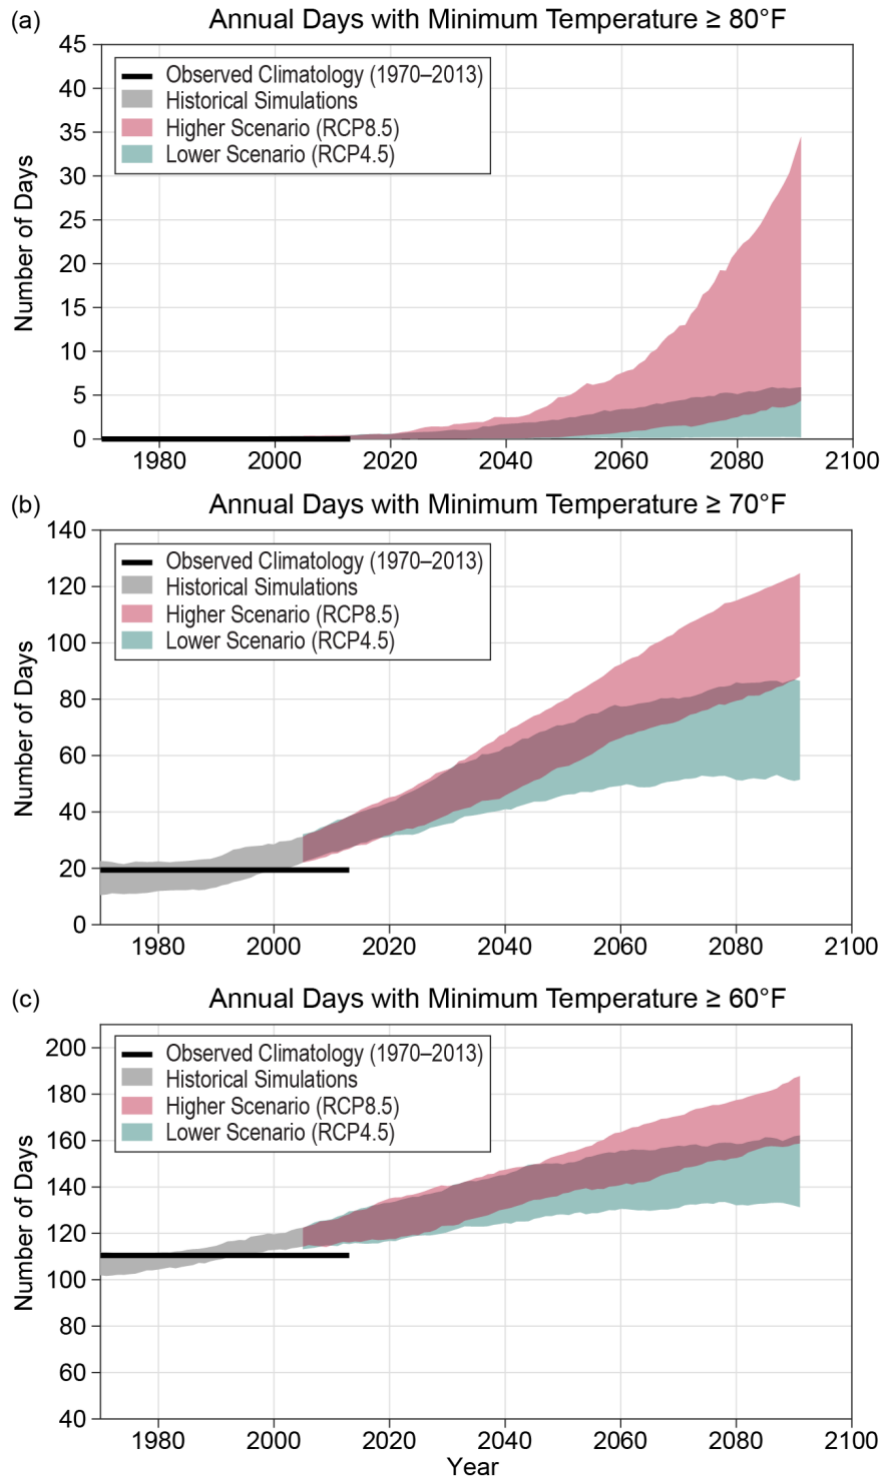 (a) Annual Days with Minimum Temperature ≥ 80°F
45
40
35
30
25
20
15
10
5
0
Number of Days
Observed Climatology (1970–2013)
Historical Simulations
Higher Scenario (RCP8.5)
Lower Scenario (RCP4.5)
1980 2000 2020 2040 2060 2080 2100
(b) Annual Days with Minimum Temperature ≥ 70°F
140
120
100
80
60
40
20
0
Number of Days
Observed Climatology (1970–2013)
Historical Simulations
Higher Scenario (RCP8.5)
Lower Scenario (RCP4.5)
1980 2000 2020 2040 2060 2080 2100
(c) Annual Days with Minimum Temperature ≥ 60°F
200
180
160
140
120
100
80
60
40
Number of Days
Observed Climatology (1970–2013)
Historical Simulations
Higher Scenario (RCP8.5)
Lower Scenario (RCP4.5)
1980 2000 2020 2040 2060 2080 2100
Year